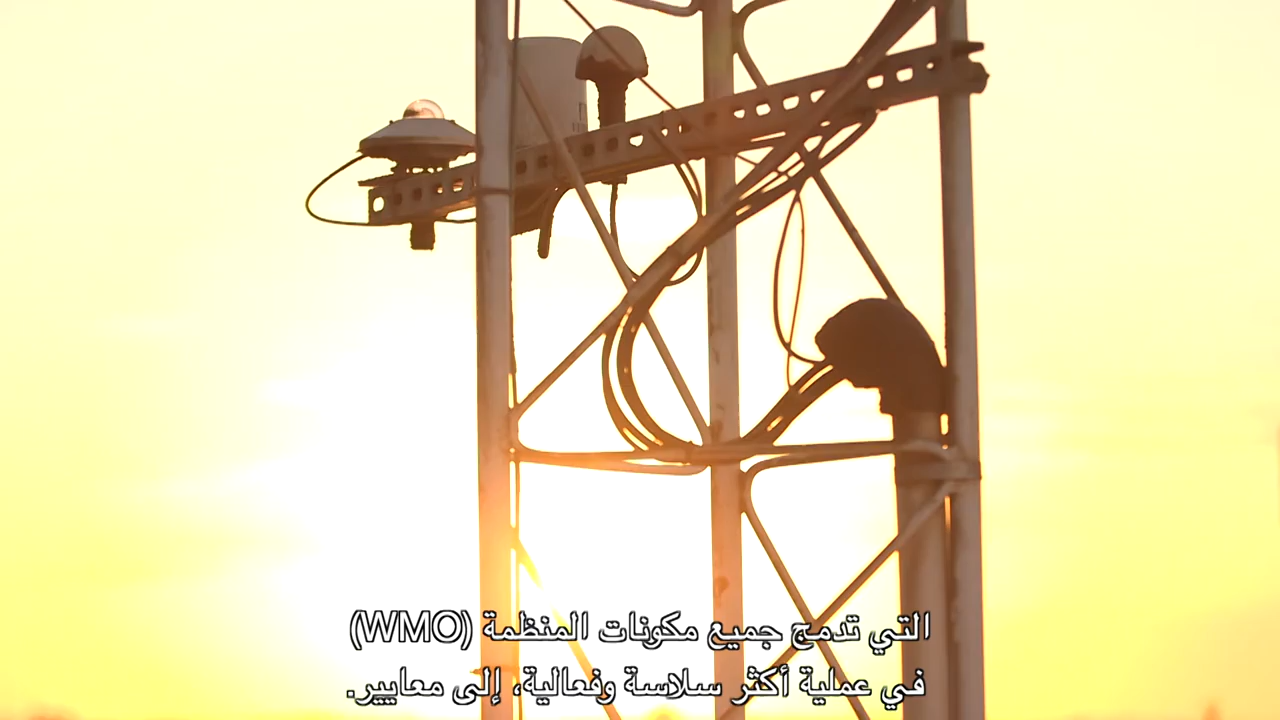 التي تدمج جميع مكونات المنظمة (WMO)
في عملية أكثر سلاسة وفعالية، إلى معايير.